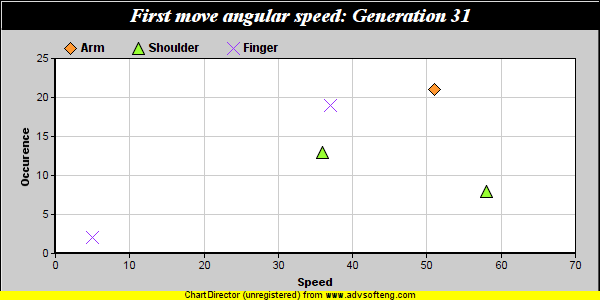 First move angular speed: Generation 31
Arm Shoulder Finger
25
20
15
10
5
0
Occurence
0 10 20 30 40 50 60 70
Speed
ChartDirector (unregistered) from www.advsofteng.com